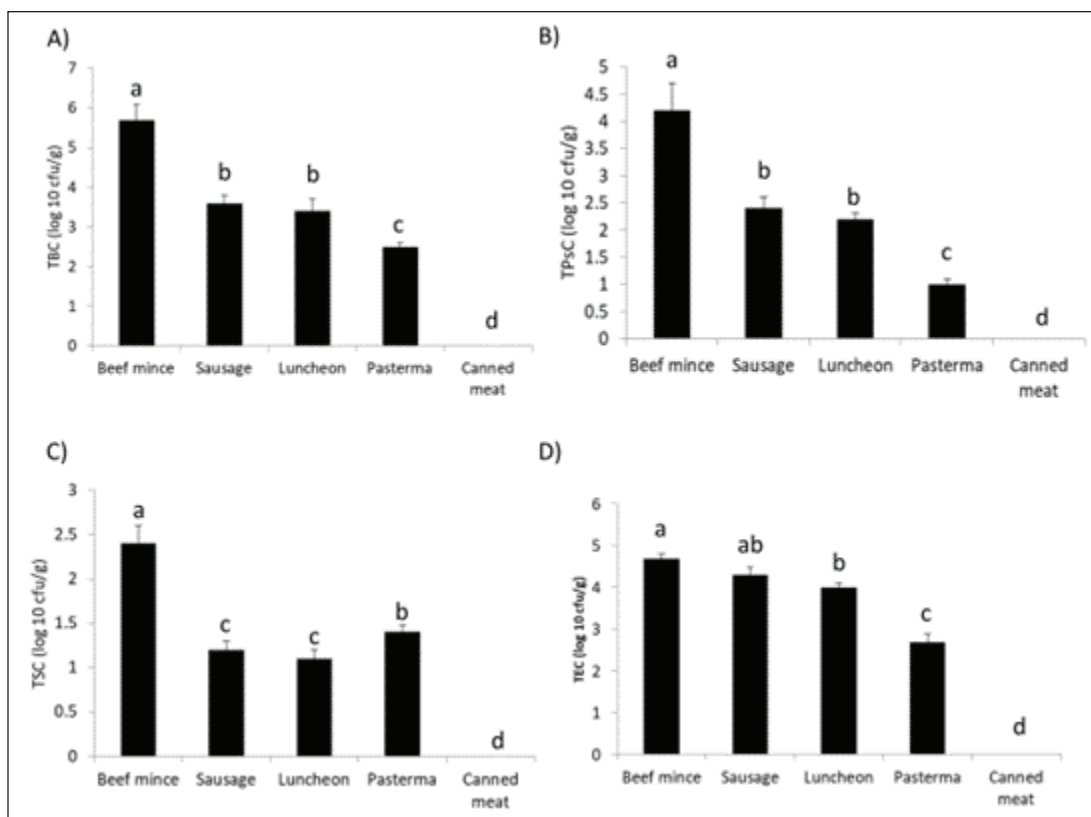 A)
TBC (log 10 cfu/g)
7
6
5
4
3
2
1
0
a
b
b
c
d
Beef mince Sausage Luncheon Pasterma Canned
meat
B)
TPsC (log 10 cfu/g)
5
4.5
4
3.5
3
2.5
2
1.5
1
0.5
0
a
b
b
c
d
Beef mince Sausage Luncheon Pasterma Canned
meat
C)
TSC (log 10 cfu/g)
3
2.5
2
1.5
1
0.5
0
a
c
c
b
d
Beef mince Sausage Luncheon Pasterma Canned
meat
D)
TEC (log 10 cfu/g)
6
5
4
3
2
1
0
a
ab
b
c
d
Beef mince Sausage Luncheon Pasterma Canned
meat